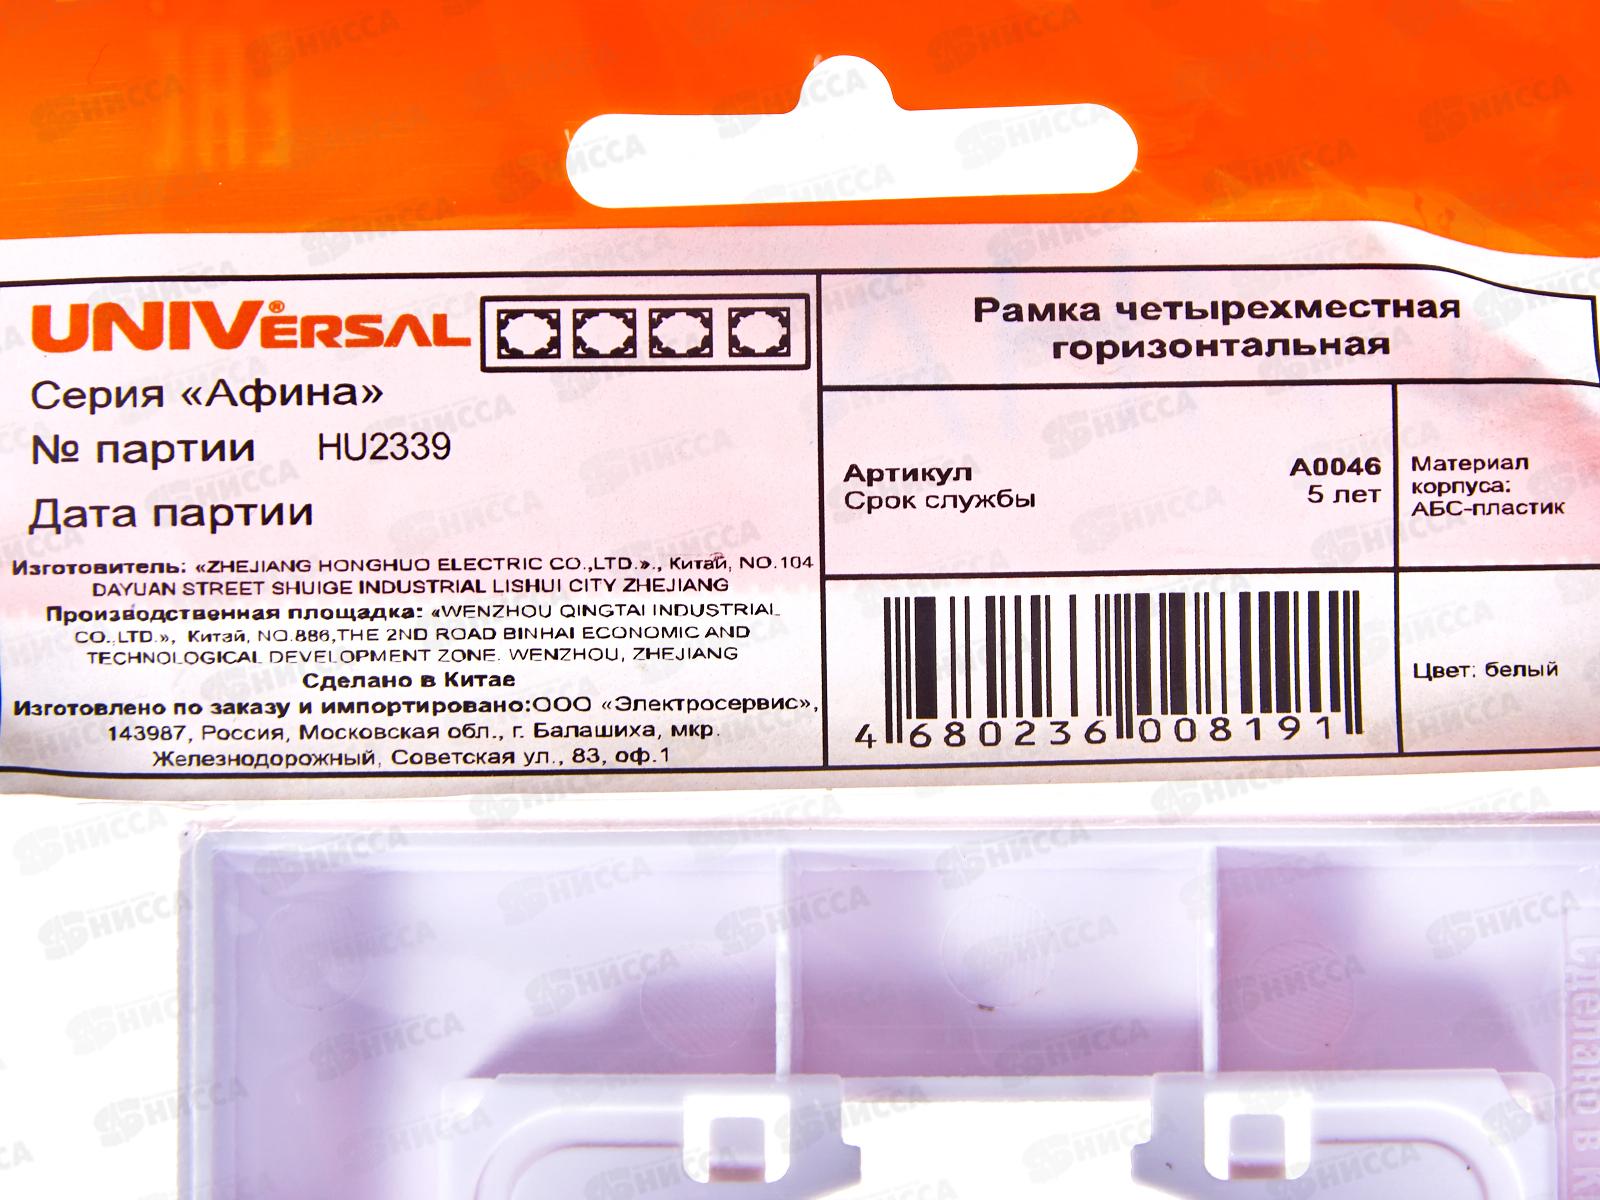 UNIVERSAL®
Серия «Афина»
№ партии HU2339
Дата партии
Изготовитель: «ZHEJIANG HONGHUO ELECTRIC CO.,LTD.»., Китай, NO.104
DAYUAN STREET SHUIGE INDUSTRIAL LISHUI CITY ZHEJIANG
Производственная площадка: «WENZHOU QINGTAI INDUSTRIAL
CO.,LTD.», Китай, NO.886,THE 2ND ROAD BINHAI ECONOMIC AND
TECHNOLOGICAL DEVELOPMENT ZONE. WENZHOU, ZHEJIANG
Сделано в Китае
Изготовлено по заказу и импортировано:ООО «Электросервис»,
143987, Россия, Московская обл., г. Балашиха, мкр.
Железнодорожный, Советская ул., 83, оф.1
Рамка четырехместная
горизонтальная
Артикул A0046
Срок службы 5 лет
Материал
корпуса:
АБС-пластик
4 680236 008191
Цвет: белый
Сделано в
НИССА